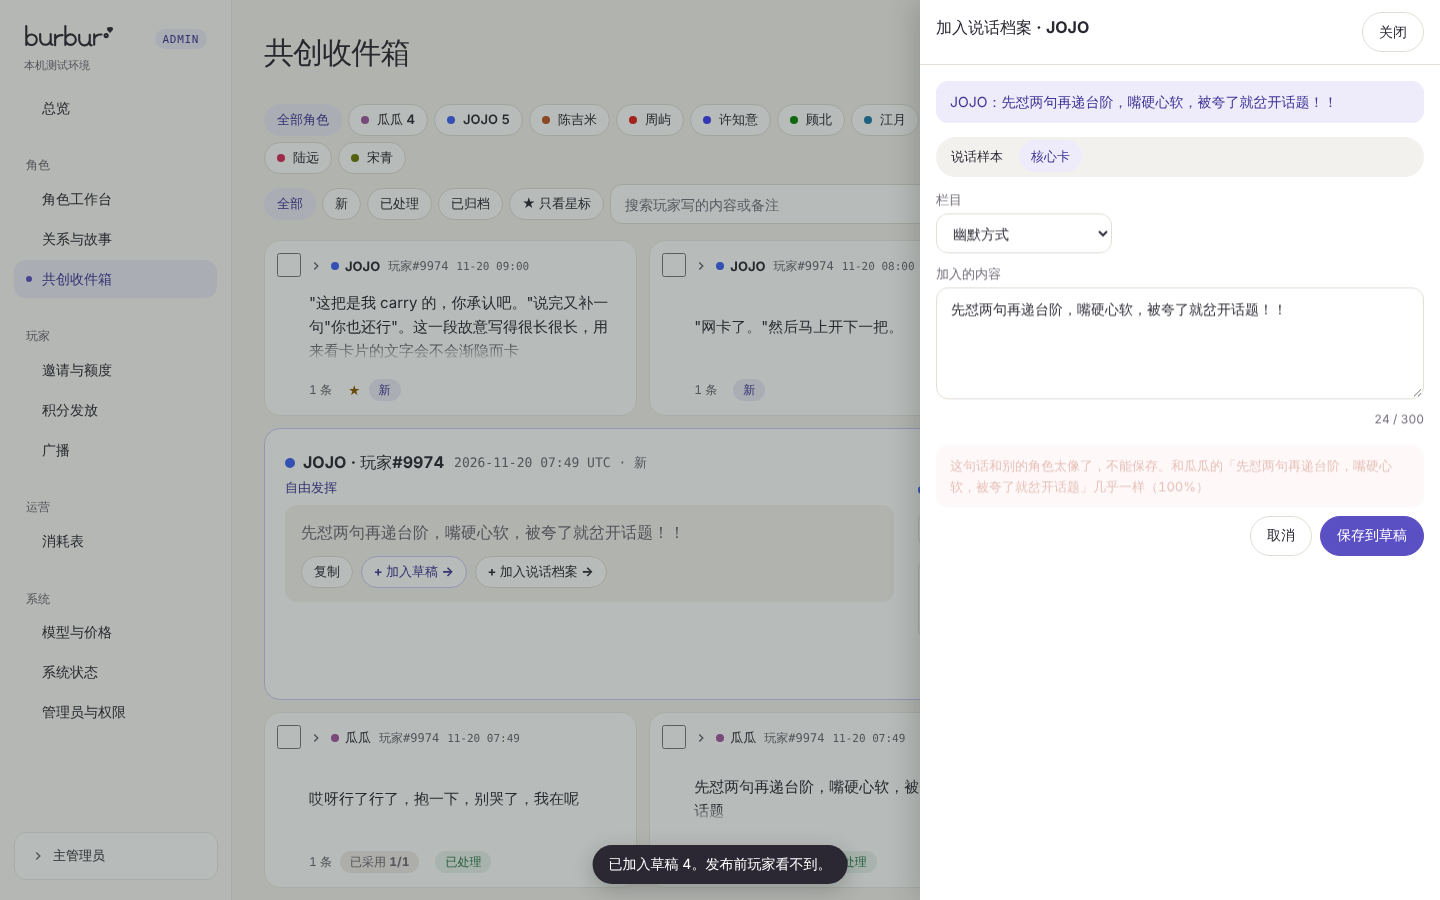 burbur
ADMIN
本机测试环境
总览
角色
角色工作台
关系与故事
共创收件箱
玩家
邀请与额度
积分发放
广播
运营
消耗表
系统
模型与价格
系统状态
管理员与权限
主管理员
共创收件箱
全部角色 瓜瓜 4 JOJO 5 陈吉米 周屿 许知意 顾北 江月
陆远 宋青
全部 新 已处理 已归档 ★ 只看星标 搜索玩家写的内容或备注
JOJO 玩家#9974 11-20 09:00
"这把是我 carry 的，你承认吧。"说完又补一
句"你也还行"。这一段故意写得很长很长，用
来看卡片的文字会不会渐隐而卡
1 条 ★ 新
JOJO 玩家#9974 11-20 08:00
"网卡了。"然后马上开下一把。
1 条 新
JOJO · 玩家#9974 2026-11-20 07:49 UTC · 新
自由发挥
先怼两句再递台阶，嘴硬心软，被夸了就岔开话题！！
复制 + 加入草稿 → + 加入说话档案 →
瓜瓜 玩家#9974 11-20 07:49
哎呀行了行了，抱一下，别哭了，我在呢
1 条 已采用 1/1 已处理
瓜瓜 玩家#9974 11-20 07:49
先怼两句再递台阶，嘴硬心软，被
话题
处理
已加入草稿 4。发布前玩家看不到。
加入说话档案 · JOJO
关闭
JOJO：先怼两句再递台阶，嘴硬心软，被夸了就岔开话题！！
说话样本 核心卡
栏目
幽默方式
加入的内容
先怼两句再递台阶，嘴硬心软，被夸了就岔开话题！！
24 / 300
这句话和别的角色太像了，不能保存。和瓜瓜的「先怼两句再递台阶，嘴硬心
软，被夸了就岔开话题」几乎一样（100%）
取消 保存到草稿